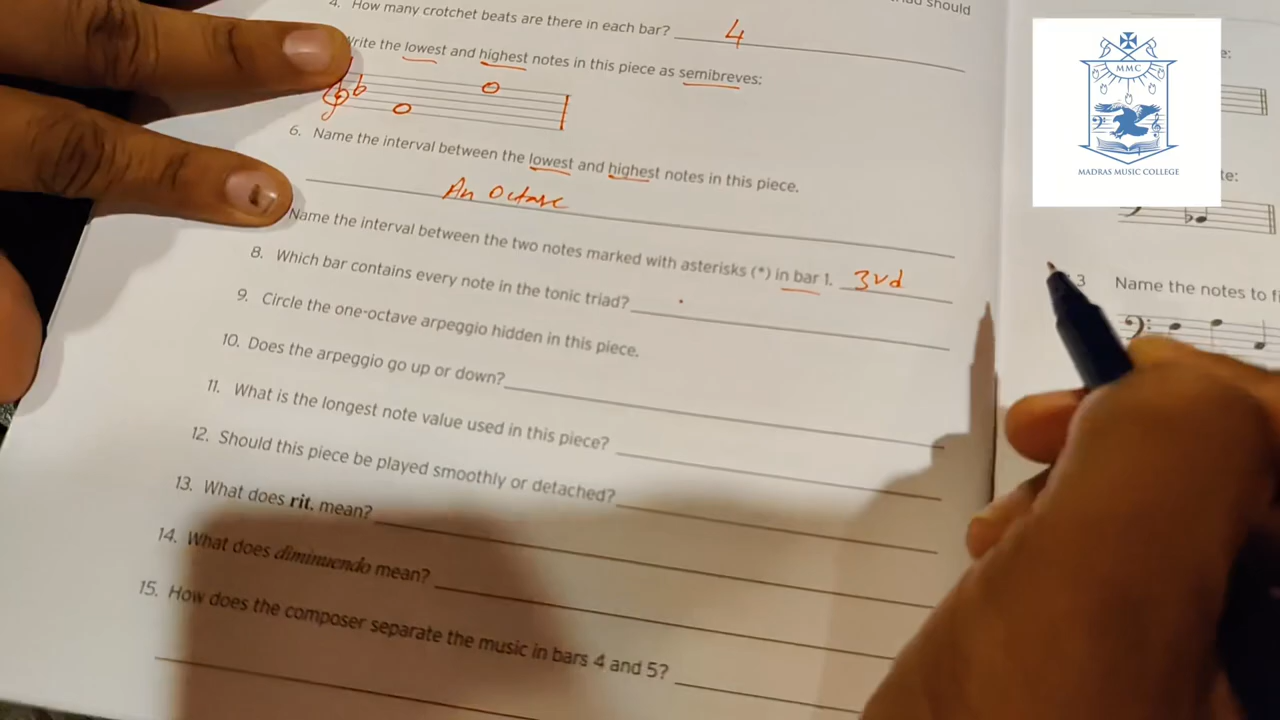 should
4. How many crotchet beats are there in each bar? 4
Write the lowest and highest notes in this piece as semibreves:
6. Name the interval between the lowest and highest notes in this piece.
An Octave
Name the interval between the two notes marked with asterisks (*) in bar 1. 3rd
8. Which bar contains every note in the tonic triad?
9. Circle the one-octave arpeggio hidden in this piece.
10. Does the arpeggio go up or down?
11. What is the longest note value used in this piece?
12. Should this piece be played smoothly or detached?
13. What does rit. mean?
14. What does diminuendo mean?
15. How does the composer separate the music in bars 4 and 5?
MMC
MADRAS MUSIC COLLEGE
3 Name the notes to